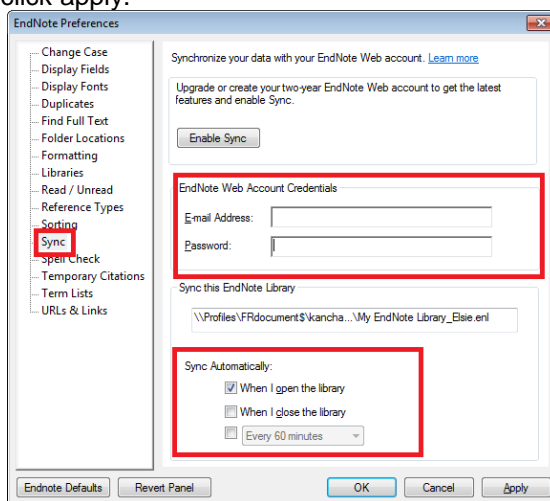 click apply.
EndNote Preferences
Change Case
Display Fields
Display Fonts
Duplicates
Find Full Text
Folder Locations
Formatting
Libraries
Read / Unread
Reference Types
Sorting
Sync
Spell Check
Temporary Citations
Term Lists
URLs & Links
Synchronize your data with your EndNote Web account. Learn more
Upgrade or create your two-year EndNote Web account to get the latest
features and enable Sync.
Enable Sync
EndNote Web Account Credentials
E-mail Address:
Password:
Sync this EndNote Library
\\Profiles\FRdocument$\kancha...\My EndNote Library_Elsie.enl
Sync Automatically:
When I open the library
When I close the library
Every 60 minutes
Endnote Defaults Revert Panel OK Cancel Apply